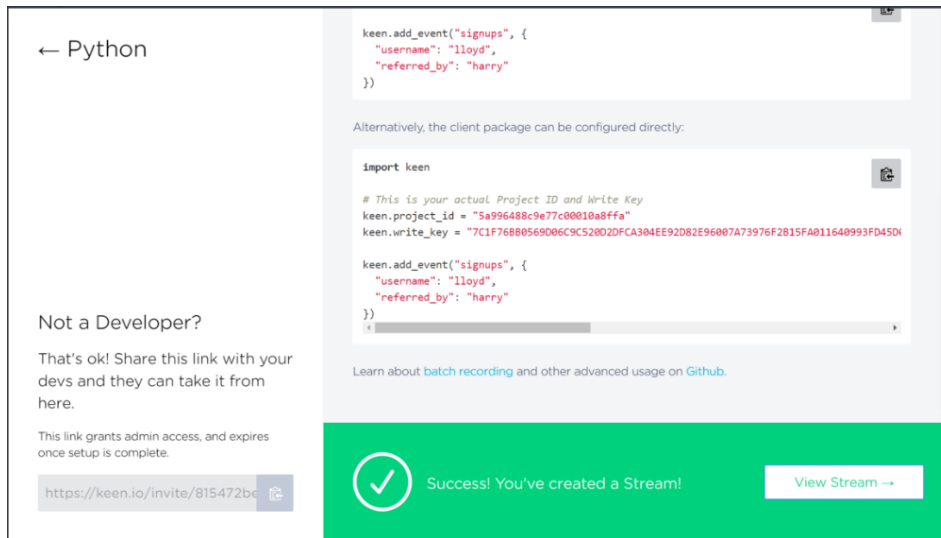 ← Python
Not a Developer?
That's ok! Share this link with your
devs and they can take it from
here.
This link grants admin access, and expires
once setup is complete.
https://keen.io/invite/815472be
keen.add_event("signups", {
"username": "lloyd",
"referred_by": "harry"
})
Alternatively, the client package can be configured directly:
import keen
# This is your actual Project ID and Write Key
keen.project_id = "5a996488c9e77c00010a8ffa"
keen.write_key = "7C1F76BB0569D06C9C520D2DFCA304EE92D82E96007A73976F2B15FA011640993FD45D
keen.add_event("signups", {
"username": "lloyd",
"referred_by": "harry"
})
Learn about batch recording and other advanced usage on Github.
Success! You've created a Stream!
View Stream →